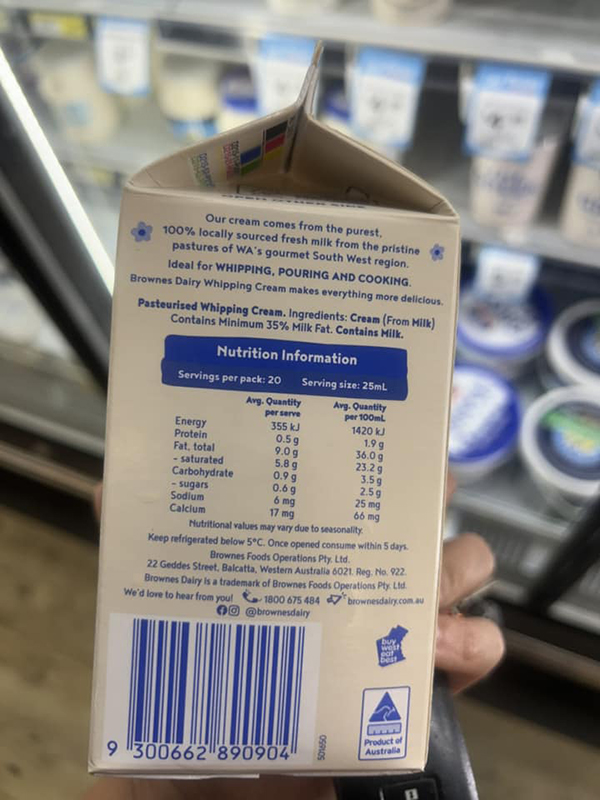 Our cream comes from the purest,
100% locally sourced fresh milk from the pristine
pastures of WA's gourmet South West region.
Ideal for WHIPPING, POURING AND COOKING.
Brownes Dairy Whipping Cream makes everything more delicious.
Pasteurised Whipping Cream. Ingredients: Cream (From Milk)
Contains Minimum 35% Milk Fat. Contains Milk.
Nutrition Information
Servings per pack: 20 Serving size: 25mL
Avg. Quantity per serve Avg. Quantity per 100mL
Energy 355 kJ 1420 kJ
Protein 0.5 g 1.9 g
Fat, total 9.0 g 36.0 g
- saturated 5.8 g 23.2 g
Carbohydrate 0.9 g 3.5 g
- sugars 0.6 g 2.5 g
Sodium 6 mg 25 mg
Calcium 17 mg 66 mg
Nutritional values may vary due to seasonality.
Keep refrigerated below 5°C. Once opened consume within 5 days.
Brownes Foods Operations Pty. Ltd.
22 Geddes Street, Balcatta, Western Australia 6021. Reg. No. 922.
Brownes Dairy is a trademark of Brownes Foods Operations Pty. Ltd.
We'd love to hear from you! 1800 675 484 brownesdairy.com.au
@brownesdairy
buy
west
eat
best
9 300662 890904
501650
Product of
Australia